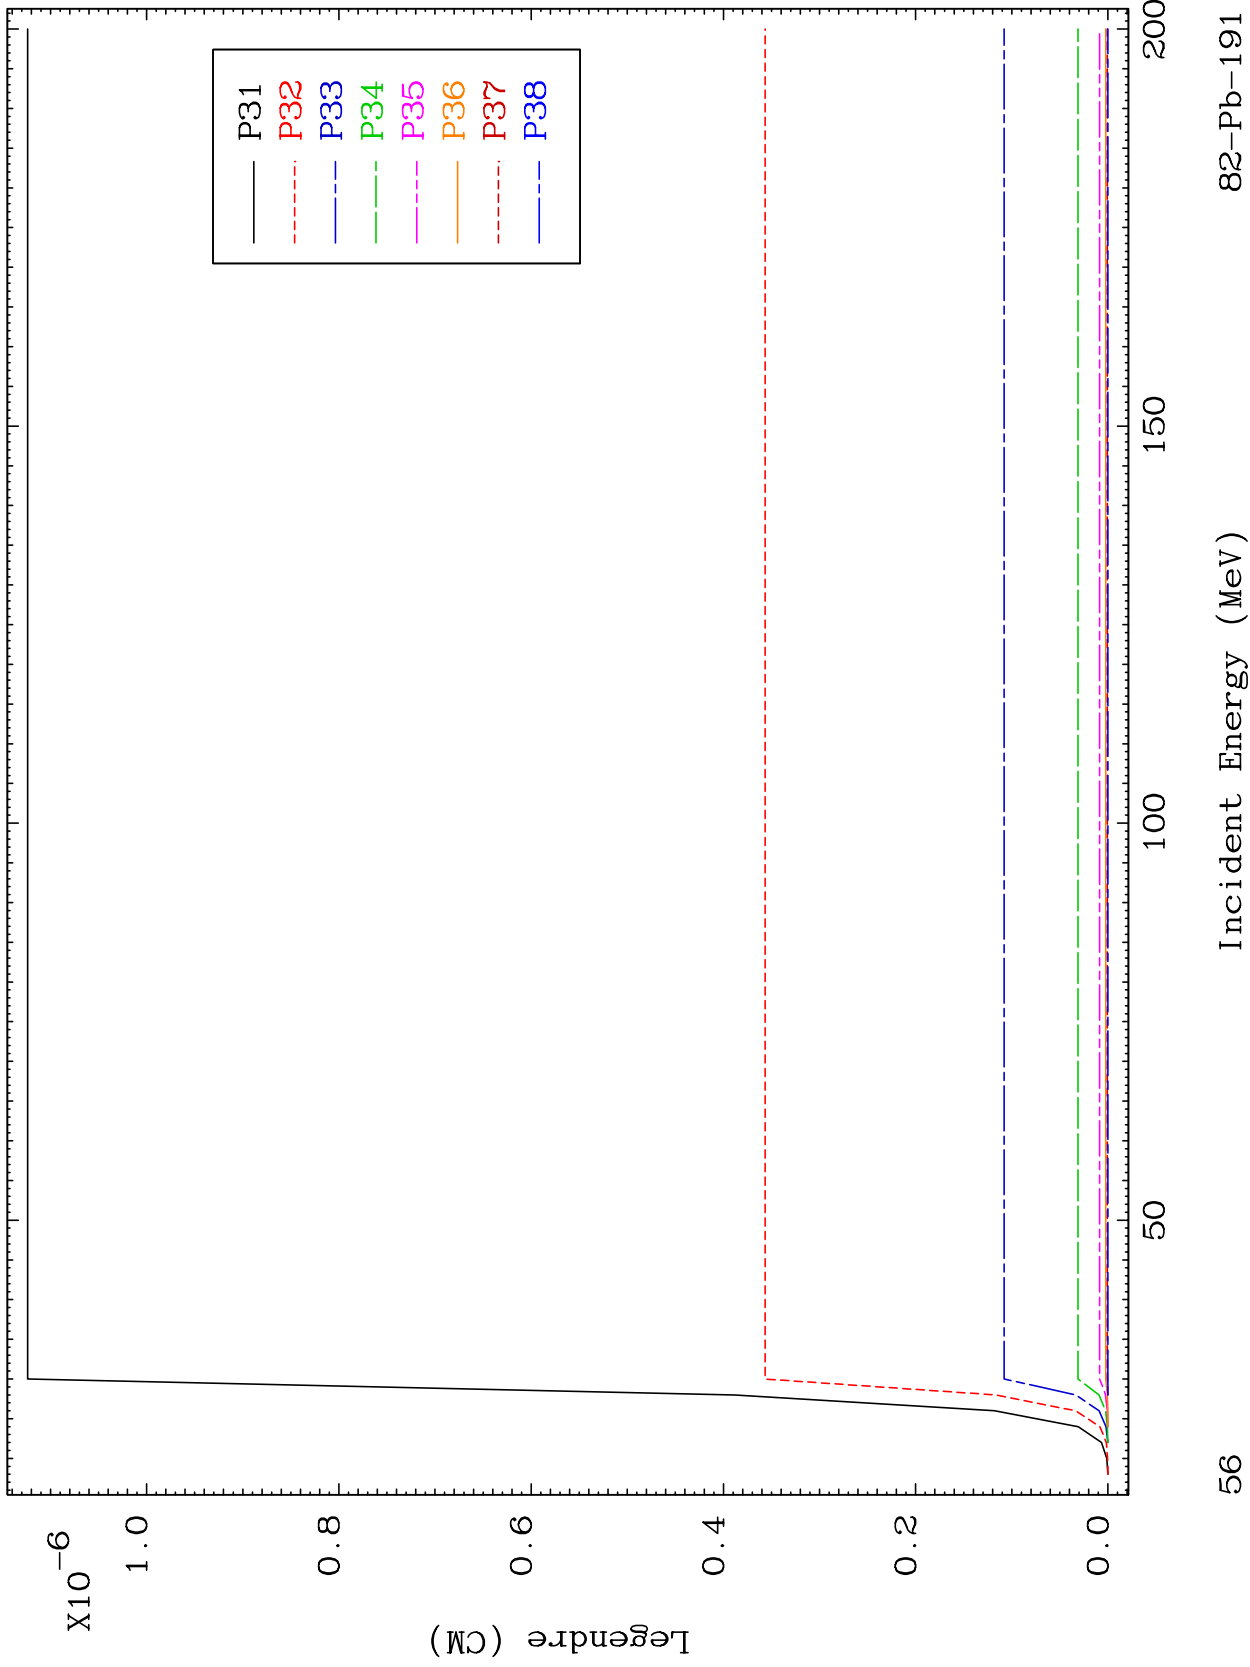 X10-6
Legendre (CM)
1.0
0.8
0.6
0.4
0.2
0.0
P31
P32
P33
P34
P35
P36
P37
P38
50
100
150
200
Incident Energy (MeV)
56
82-Pb-191